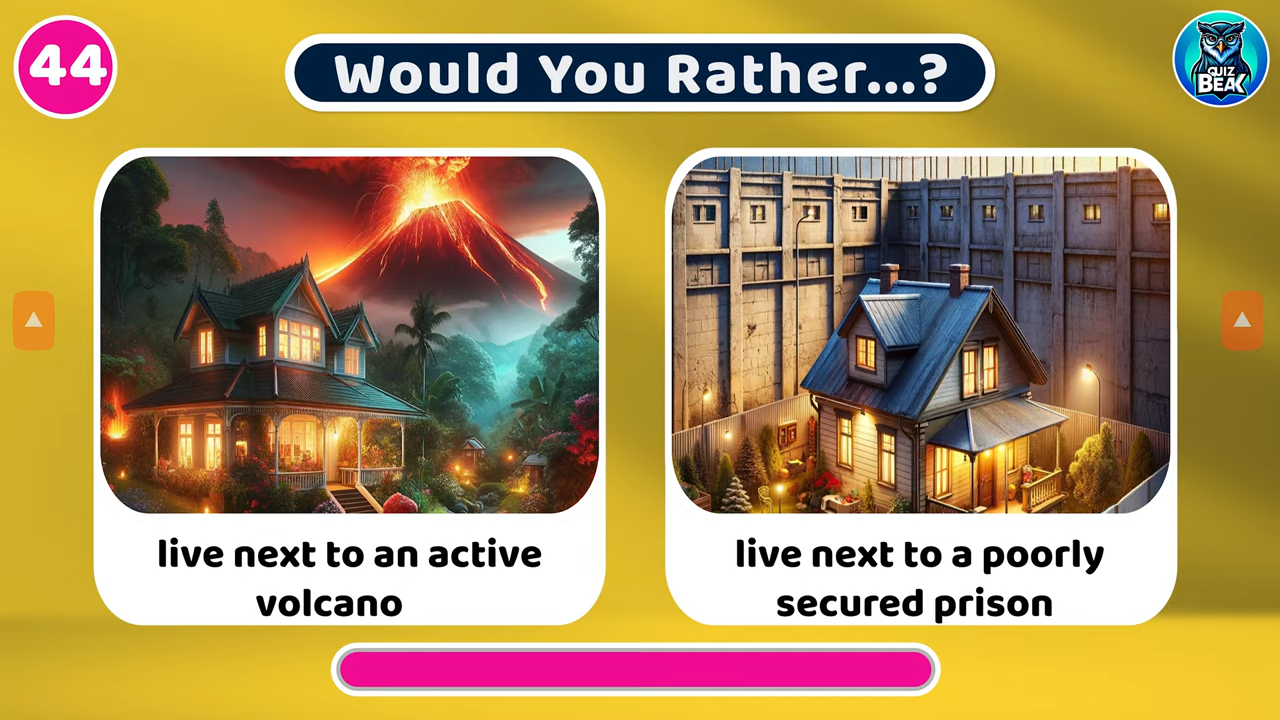 44
Would You Rather...?
QUIZ
BEAK
live next to an active
volcano
live next to a poorly
secured prison